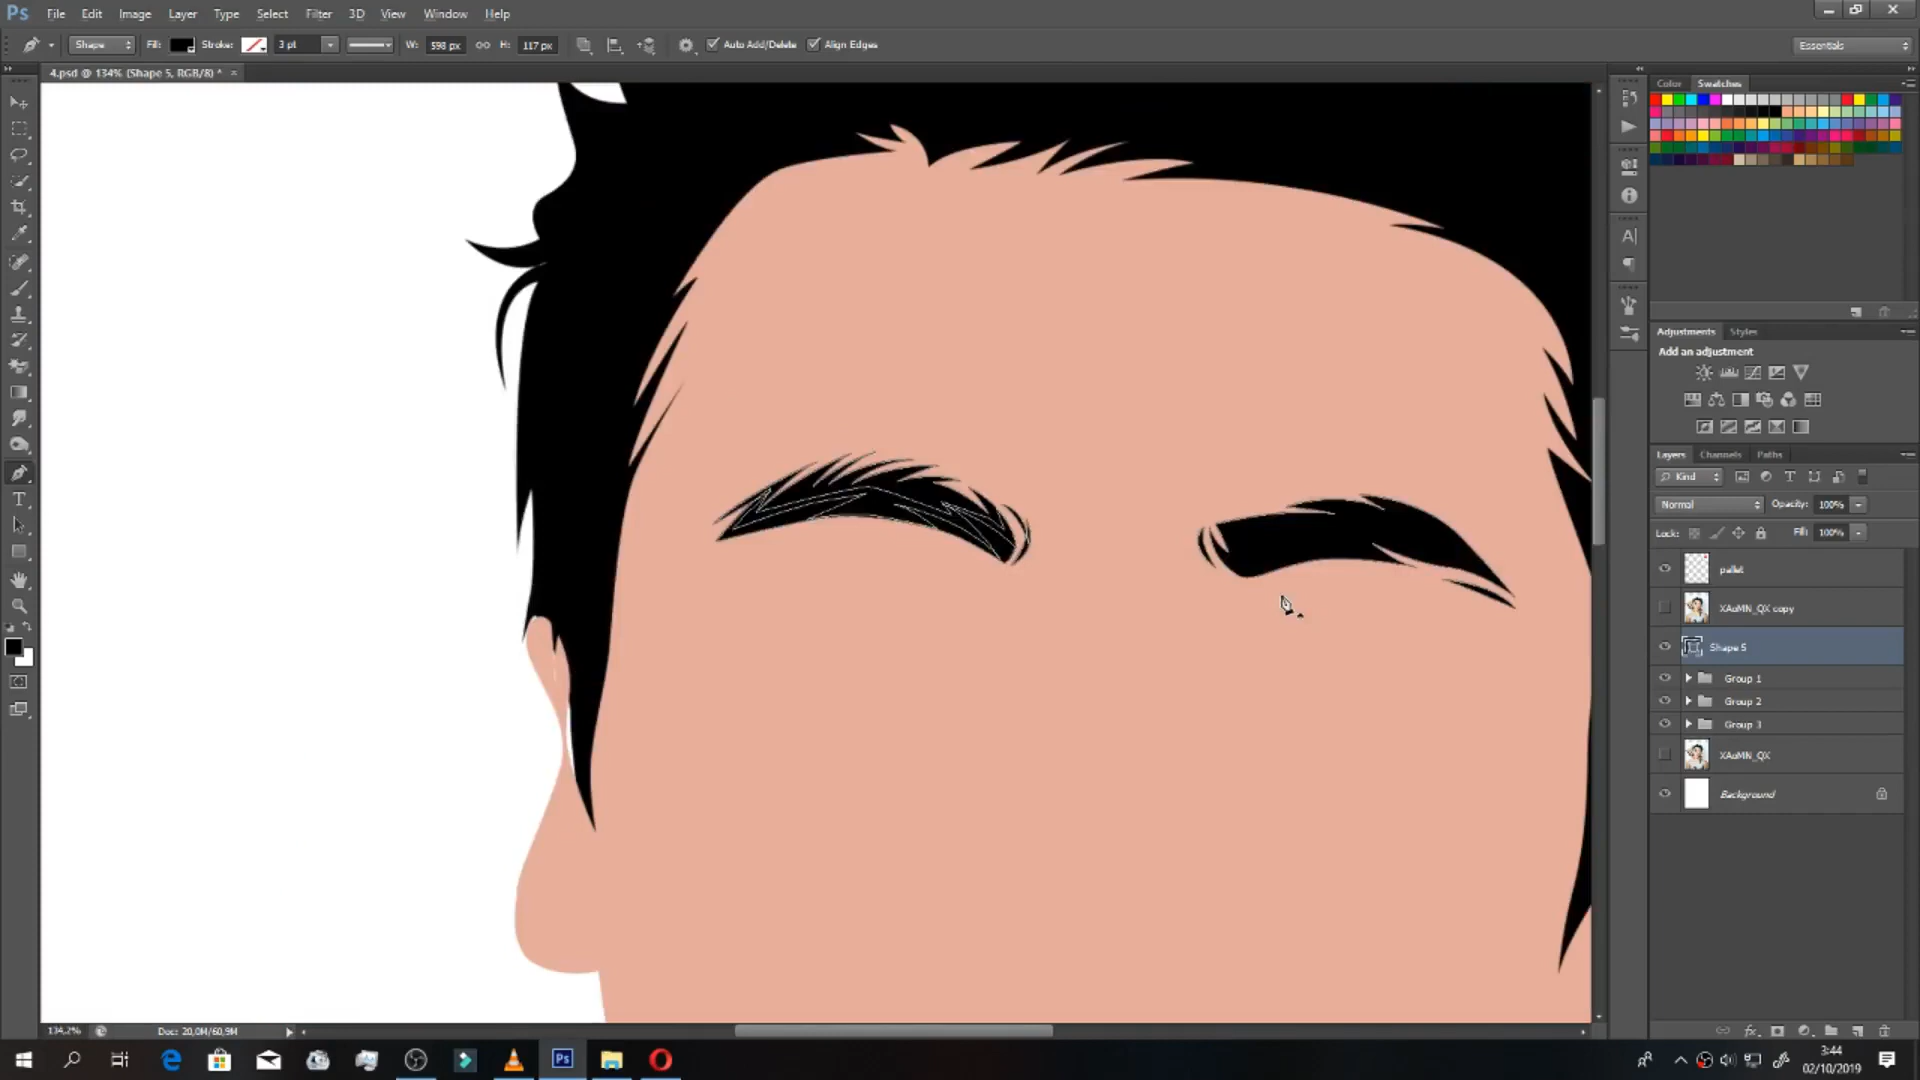 Ps File Edit Image Layer Type Select Filter 3D View Window Help
Shape Fill: Stroke: 3 pt W: 598 px H: 117 px Auto Add/Delete Align Edges Essentials
4.psd @ 134% (Shape 5, RGB/8) * ×
Color Swatches
Adjustments Styles
Add an adjustment
Layers Channels Paths
Kind
Normal Opacity: 100%
Lock: Fill: 100%
pallet
XAoMN_QX copy
Shape 5
Group 1
Group 2
Group 3
XAoMN_QX
Background
134,2% Doc: 20,0M/60,9M
Ps
3:44
02/10/2019